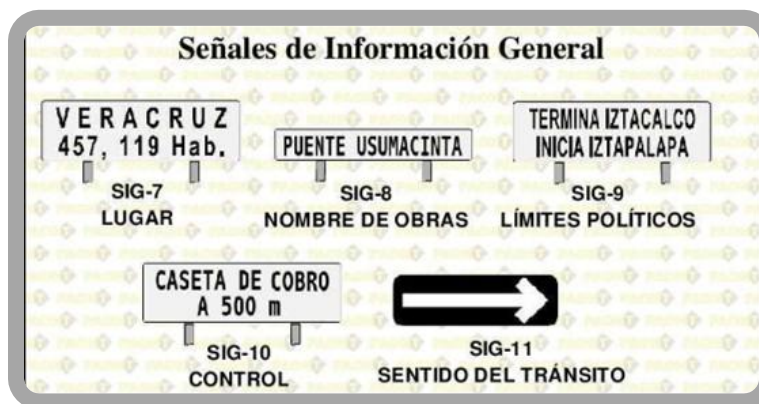 Señales de Información General
VERACRUZ
457, 119 Hab.
SIG-7
LUGAR
PUENTE USUMACINTA
SIG-8
NOMBRE DE OBRAS
TERMINA IZTACALCO
INICIA IZTAPALAPA
SIG-9
LÍMITES POLÍTICOS
CASETA DE COBRO
A 500 m
SIG-10
CONTROL
SIG-11
SENTIDO DEL TRÁNSITO